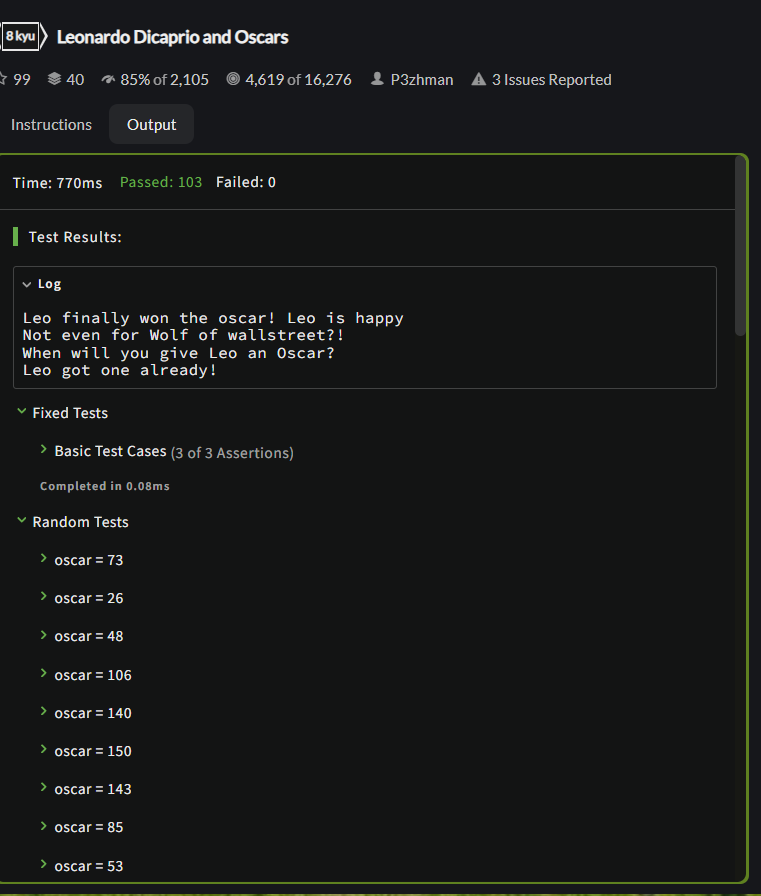 8 kyu Leonardo Dicaprio and Oscars
99 40 85% of 2,105 4,619 of 16,276 P3zhman 3 Issues Reported
Instructions Output
Time: 770ms Passed: 103 Failed: 0
Test Results:
Log
Leo finally won the oscar! Leo is happy
Not even for Wolf of wallstreet?!
When will you give Leo an Oscar?
Leo got one already!
Fixed Tests
Basic Test Cases (3 of 3 Assertions)
Completed in 0.08ms
Random Tests
oscar = 73
oscar = 26
oscar = 48
oscar = 106
oscar = 140
oscar = 150
oscar = 143
oscar = 85
oscar = 53